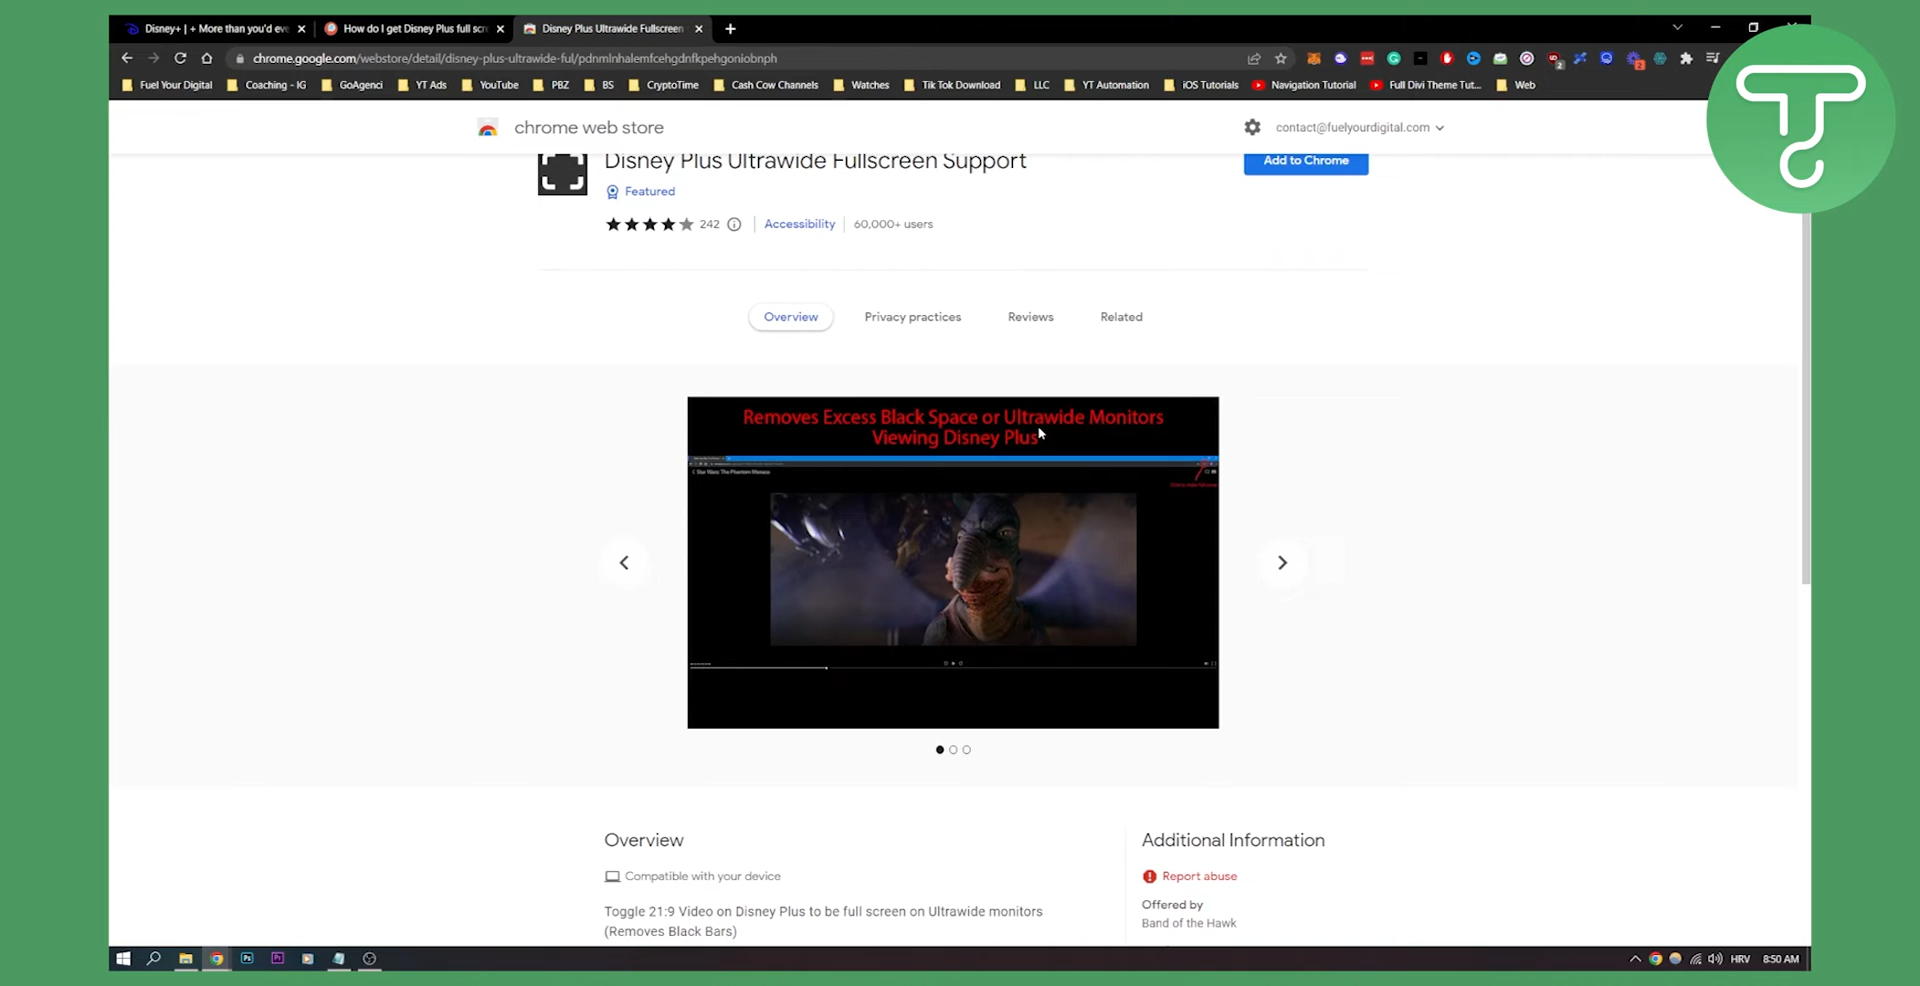 Disney+ | + More than you'd eve
How do I get Disney Plus full scr
Disney Plus Ultrawide Fullscreen
chrome.google.com/webstore/detail/disney-plus-ultrawide-ful/pdnmlnhalemfcehgdnfkpehgoniobnph
Fuel Your Digital
Coaching - IG
GoAgenci
YT Ads
YouTube
PBZ
BS
CryptoTime
Cash Cow Channels
Watches
Tik Tok Download
LLC
YT Automation
iOS Tutorials
Navigation Tutorial
Full Divi Theme Tut...
Web
chrome web store
contact@fuelyourdigital.com
Disney Plus Ultrawide Fullscreen Support
Add to Chrome
Featured
242
Accessibility
60,000+ users
Overview
Privacy practices
Reviews
Related
Removes Excess Black Space or Ultrawide Monitors
Viewing Disney Plus
Star Wars: The Phantom Menace
Overview
Additional Information
Compatible with your device
Report abuse
Toggle 21:9 Video on Disney Plus to be full screen on Ultrawide monitors
(Removes Black Bars)
Offered by
Band of the Hawk
HRV
8:50 AM